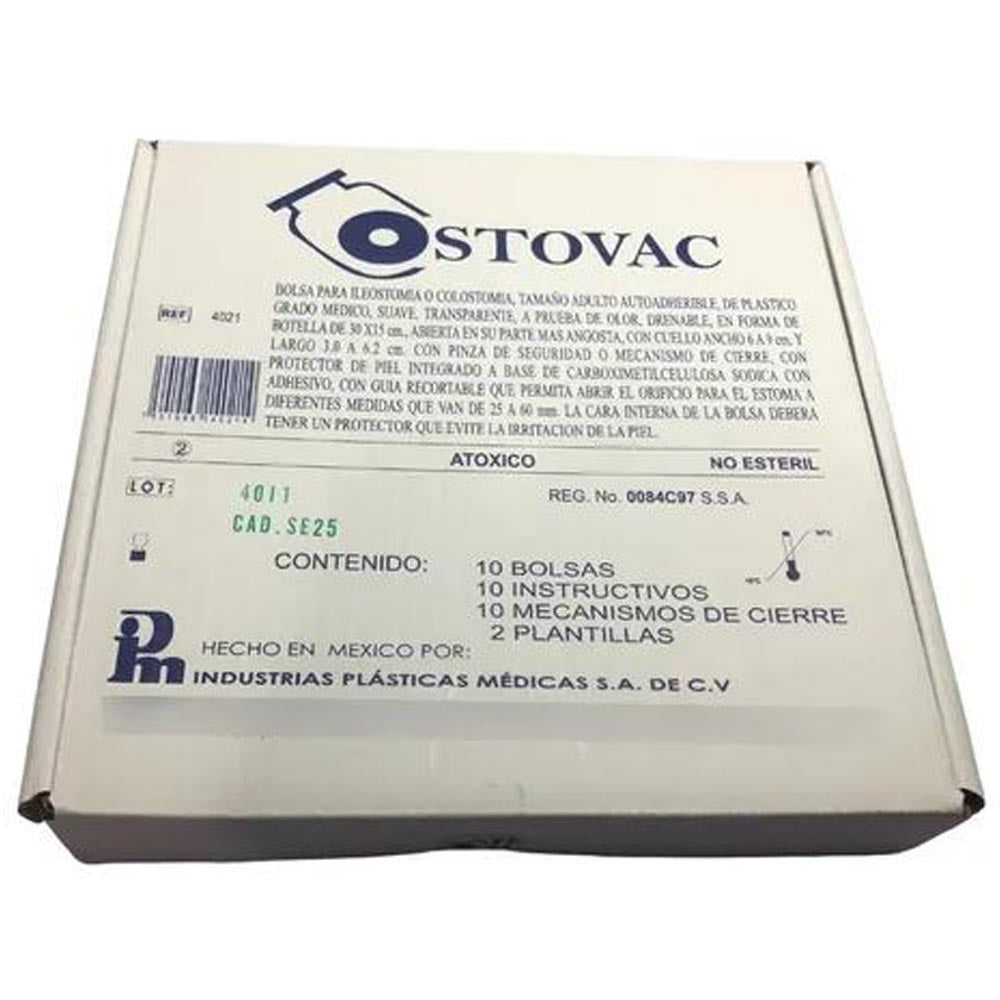 OSTOVAC
BOLSA PARA ILEOSTOMIA O COLOSTOMIA, TAMAÑO ADULTO AUTOADHERIBLE, DE PLASTICO
GRADO MEDICO, SUAVE, TRANSPARENTE, A PRUEBA DE OLOR, DRENABLE, EN FORMA DE
BOTELLA DE 30 X15 cm., ABIERTA EN SU PARTE MAS ANGOSTA, CON CUELLO ANCHO 6 A 9 cm. Y
LARGO 3.0 A 6.2 cm. CON PINZA DE SEGURIDAD O MECANISMO DE CIERRE, CON
PROTECTOR DE PIEL INTEGRADO A BASE DE CARBOXIMETILCELULOSA SODICA CON
ADHESIVO, CON GUIA RECORTABLE QUE PERMITA ABRIR EL ORIFICIO PARA EL ESTOMA A
DIFERENTES MEDIDAS QUE VAN DE 25 A 60 mm. LA CARA INTERNA DE LA BOLSA DEBERA
TENER UN PROTECTOR QUE EVITE LA IRRITACION DE LA PIEL.
REF 4021
2 ATOXICO NO ESTERIL
LOT: 4011 REG. No. 0084C97 S.S.A.
CAD. SE25
CONTENIDO: 10 BOLSAS
10 INSTRUCTIVOS
10 MECANISMOS DE CIERRE
2 PLANTILLAS
ipm
HECHO EN MEXICO POR:
INDUSTRIAS PLÁSTICAS MÉDICAS S.A. DE C.V